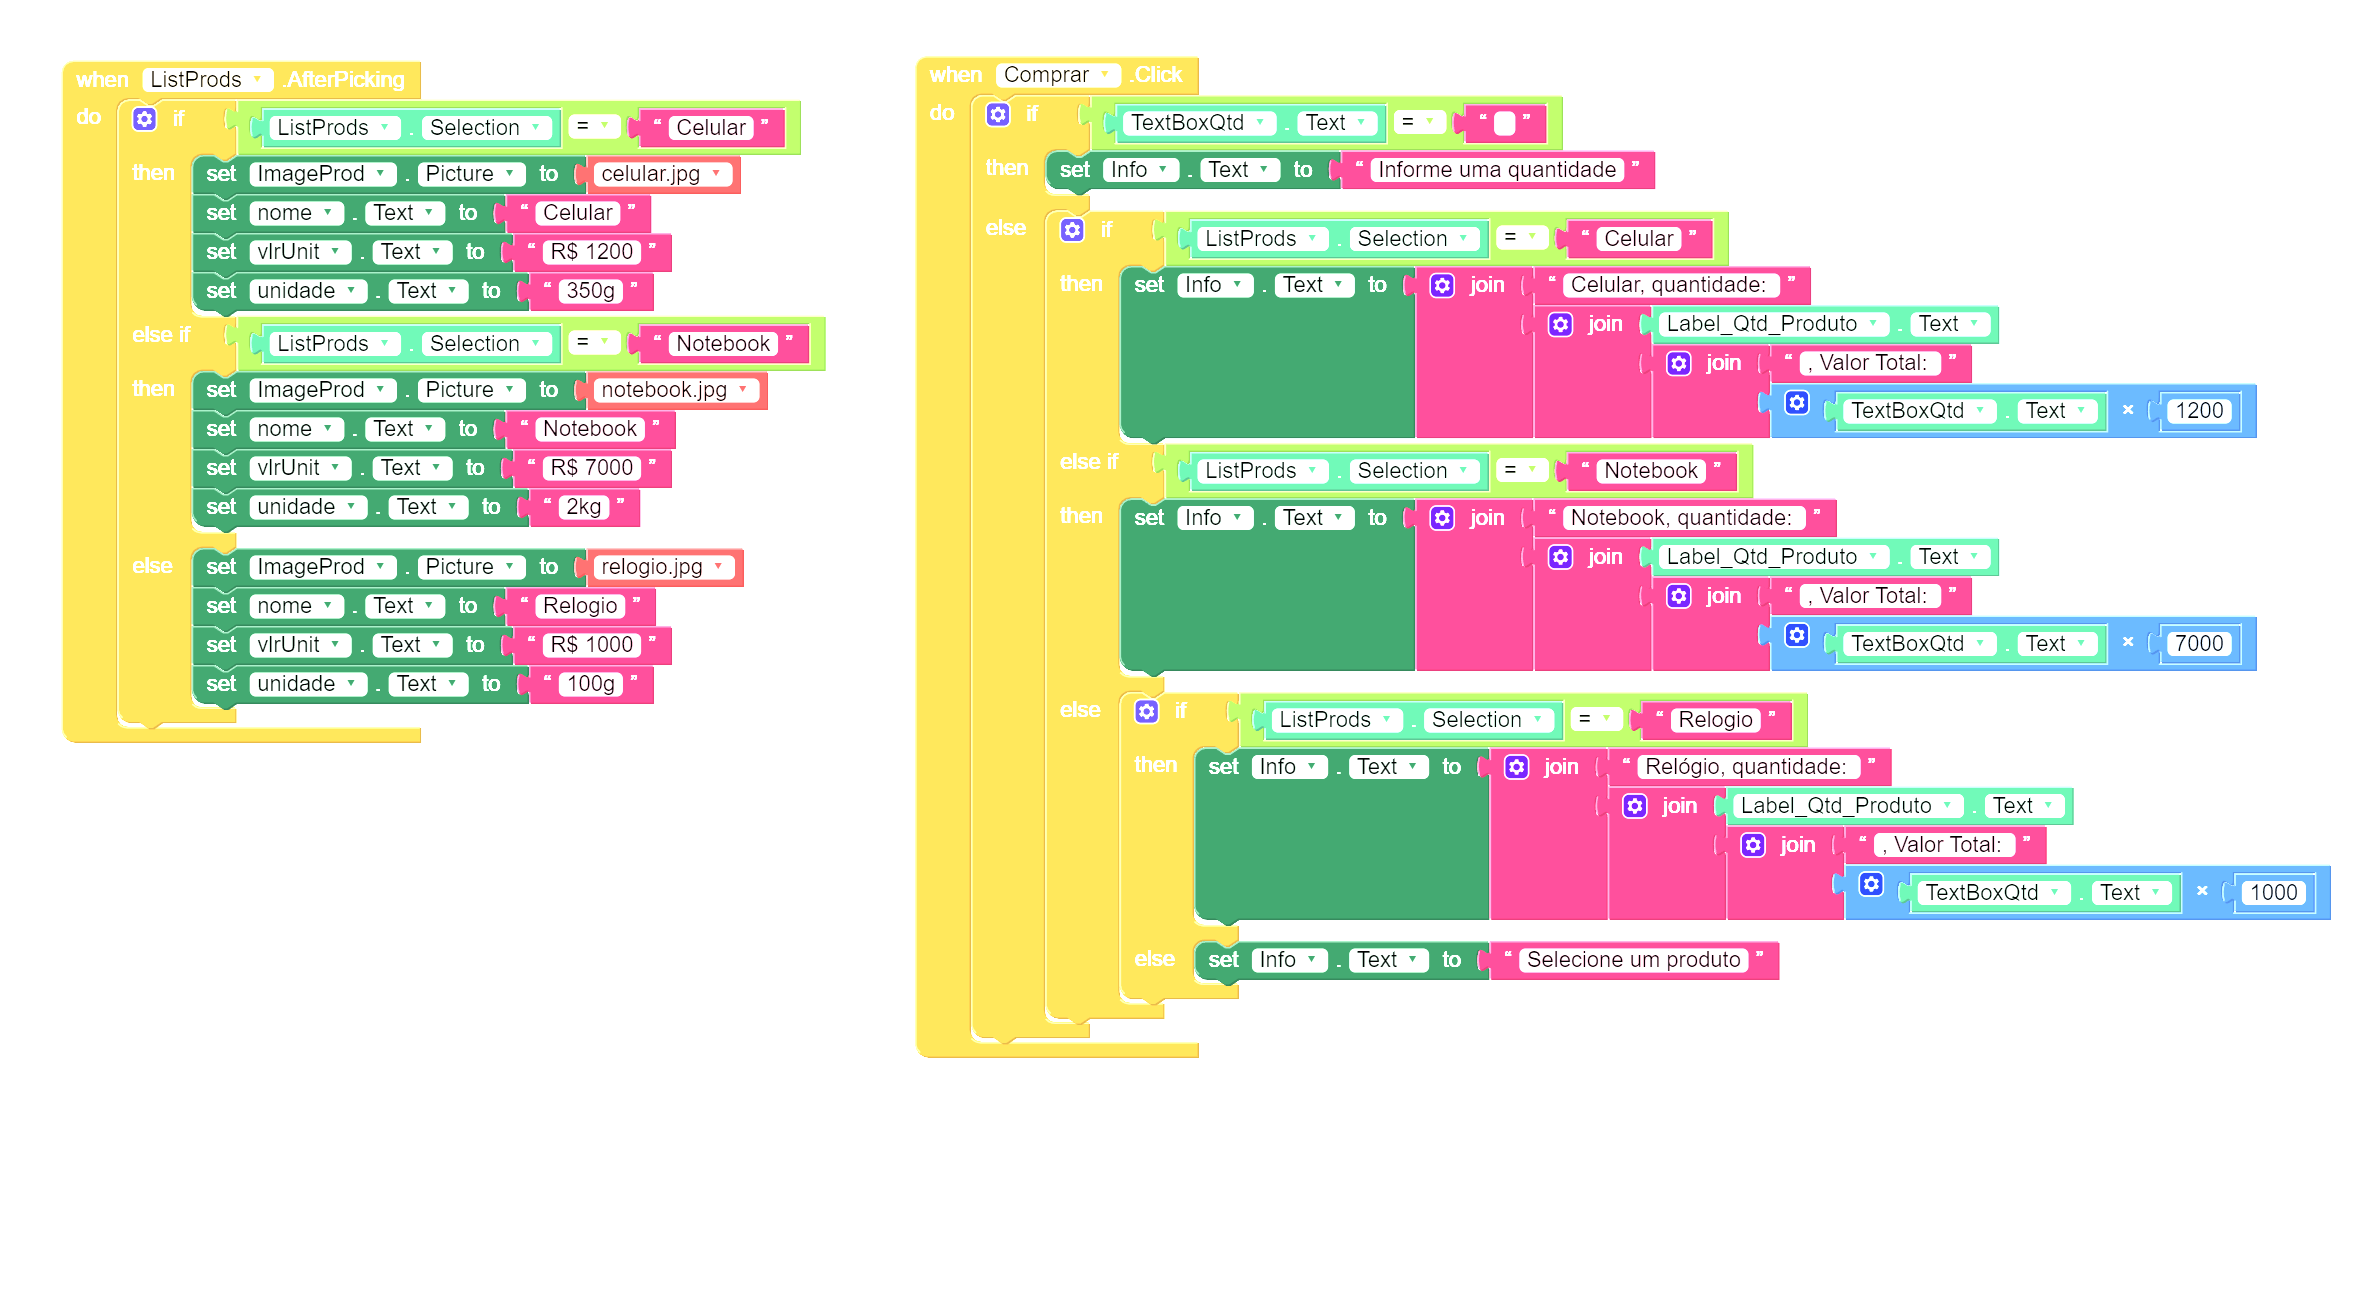 when ListProds .AfterPicking
do if ListProds . Selection = “ Celular ”
then set ImageProd . Picture to celular.jpg
set nome . Text to “ Celular ”
set vlrUnit . Text to “ R$ 1200 ”
set unidade . Text to “ 350g ”
else if ListProds . Selection = “ Notebook ”
then set ImageProd . Picture to notebook.jpg
set nome . Text to “ Notebook ”
set vlrUnit . Text to “ R$ 7000 ”
set unidade . Text to “ 2kg ”
else set ImageProd . Picture to relogio.jpg
set nome . Text to “ Relogio ”
set vlrUnit . Text to “ R$ 1000 ”
set unidade . Text to “ 100g ”
when Comprar .Click
do if TextBoxQtd . Text = “ ”
then set Info . Text to “ Informe uma quantidade ”
else if ListProds . Selection = “ Celular ”
then set Info . Text to join “ Celular, quantidade: ”
join Label_Qtd_Produto . Text
join “ , Valor Total: ”
TextBoxQtd . Text × 1200
else if ListProds . Selection = “ Notebook ”
then set Info . Text to join “ Notebook, quantidade: ”
join Label_Qtd_Produto . Text
join “ , Valor Total: ”
TextBoxQtd . Text × 7000
else if ListProds . Selection = “ Relogio ”
then set Info . Text to join “ Relógio, quantidade: ”
join Label_Qtd_Produto . Text
join “ , Valor Total: ”
TextBoxQtd . Text × 1000
else set Info . Text to “ Selecione um produto ”